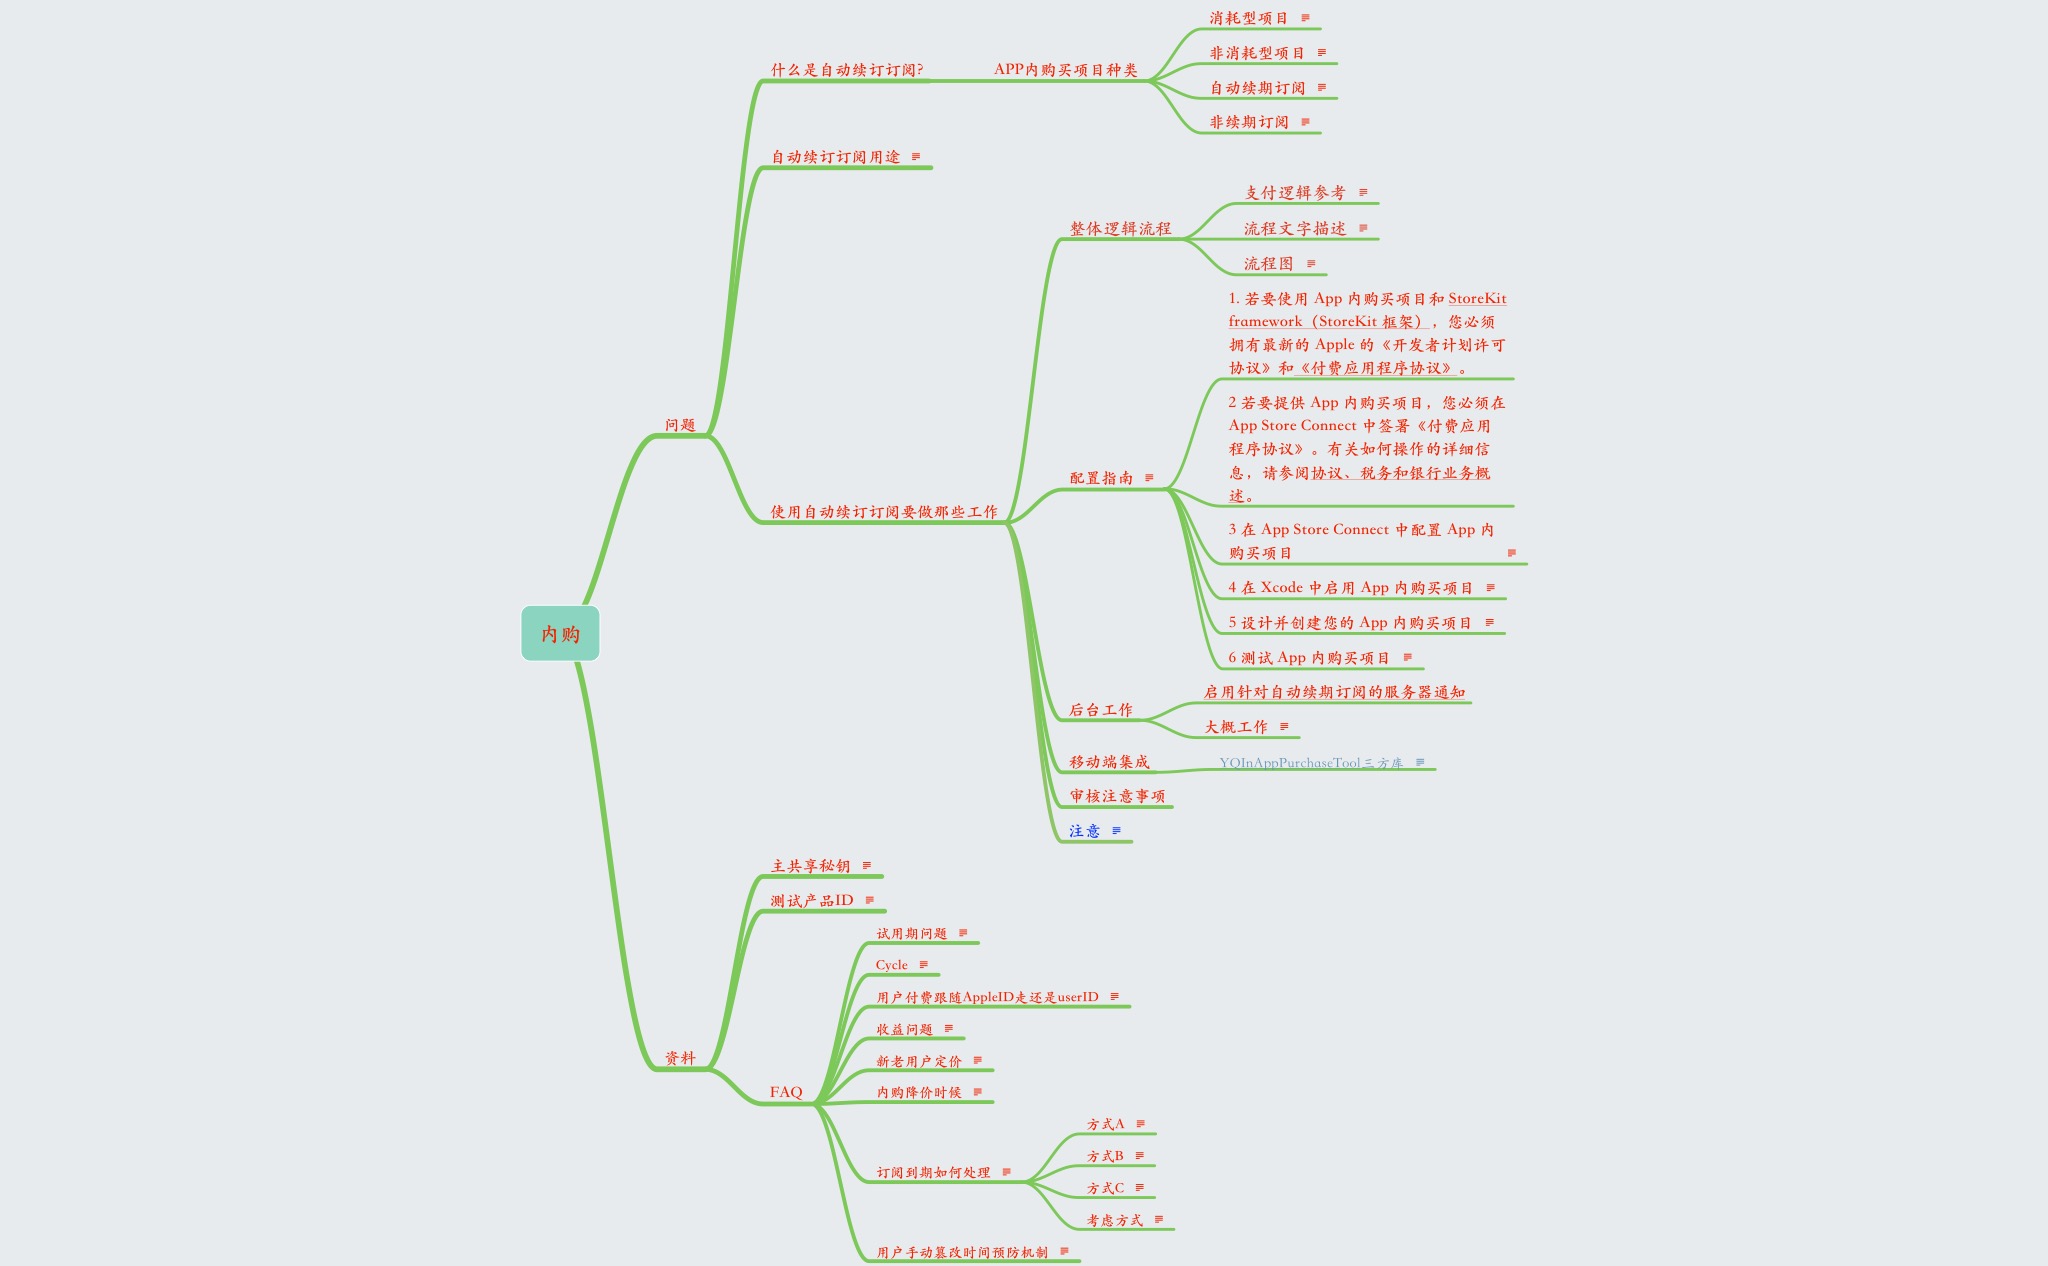 消耗型项目
非消耗型项目
什么是自动续订订阅?
APP内购买项目种类
自动续期订阅
非续期订阅
自动续订订阅用途
支付逻辑参考
整体逻辑流程
流程文字描述
流程图
1. 若要使用 App 内购买项目和 StoreKit
framework（StoreKit 框架），您必须
拥有最新的 Apple 的《开发者计划许可
协议》和《付费应用程序协议》。
2 若要提供 App 内购买项目，您必须在
App Store Connect 中签署《付费应用
程序协议》。有关如何操作的详细信
息，请参阅协议、税务和银行业务概
述。
问题
配置指南
使用自动续订订阅要做那些工作
3 在 App Store Connect 中配置 App 内
购买项目
4 在 Xcode 中启用 App 内购买项目
5 设计并创建您的 App 内购买项目
6 测试 App 内购买项目
内购
启用针对自动续期订阅的服务器通知
后台工作
大概工作
移动端集成
YQInAppPurchaseTool三方库
审核注意事项
注意
主共享秘钥
测试产品ID
试用期问题
Cycle
用户付费跟随AppleID走还是userID
收益问题
资料
新老用户定价
FAQ
内购降价时候
方式A
方式B
订阅到期如何处理
方式C
考虑方式
用户手动篡改时间预防机制